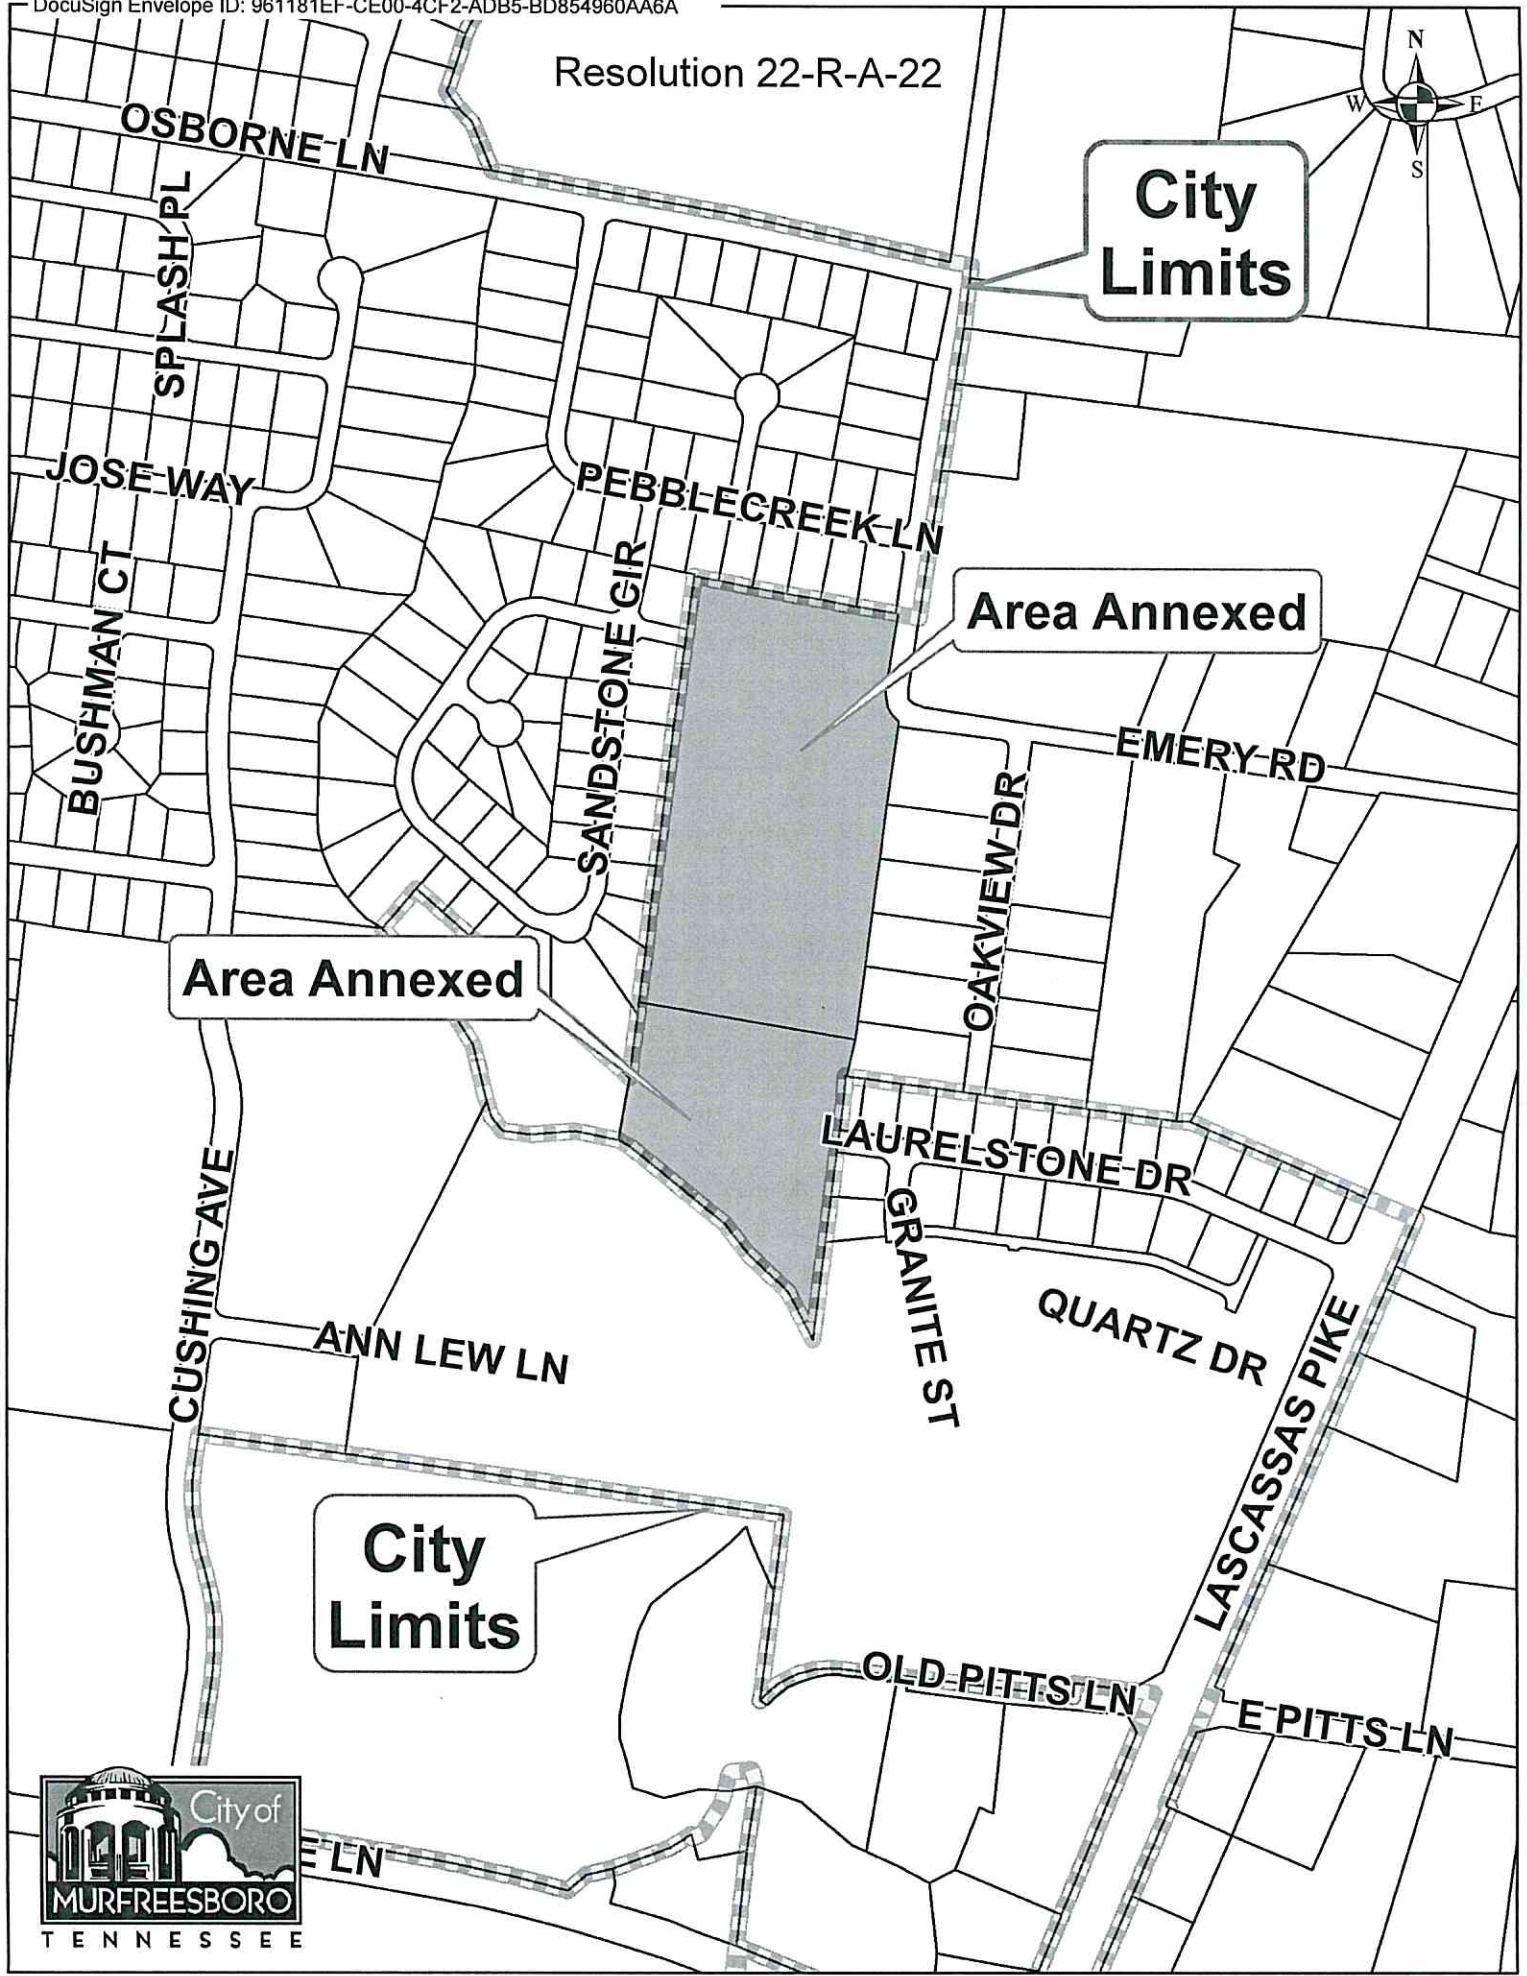 DocuSign Envelope ID: 961181EF-CE00-4CF2-ADB5-BD854960AA6A
Resolution 22-R-A-22
N
W
E
S
OSBORNE LN
City
Limits
SPLASH PL
JOSE WAY
PEBBLECREEK LN
BUSHMAN CT
SANDSTONE CIR
Area Annexed
EMERY RD
OAKVIEW DR
Area Annexed
LAURELSTONE DR
CUSHING AVE
GRANITE ST
QUARTZ DR
ANN LEW LN
LASCASSAS PIKE
City
Limits
OLD PITTS LN
E PITTS LN
City of
MURFREESBORO
TENNESSEE
E LN